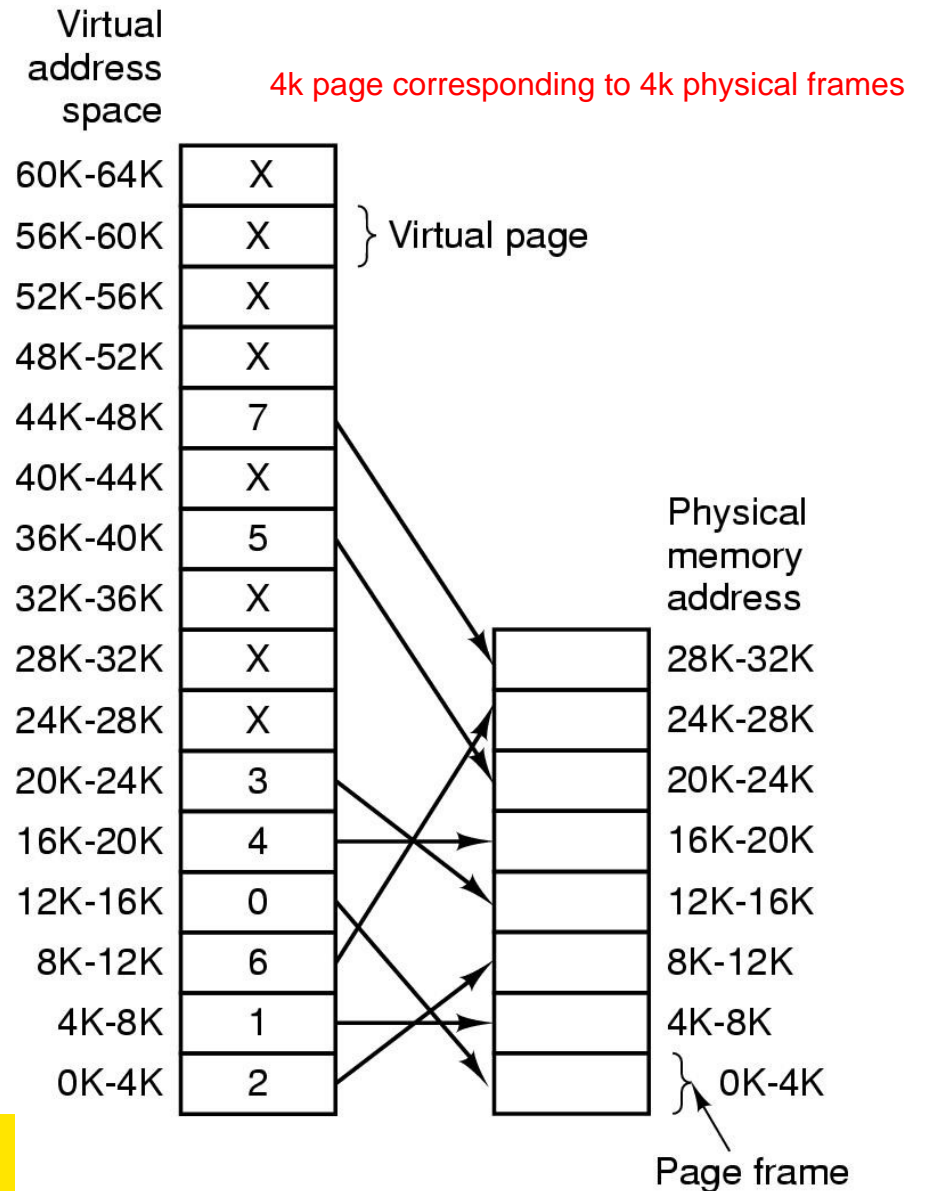 Virtual
address
space
4k page corresponding to 4k physical frames
60K-64K X
56K-60K X Virtual page
52K-56K X
48K-52K X
44K-48K 7
40K-44K X
36K-40K 5
32K-36K X
28K-32K X
24K-28K X
20K-24K 3
16K-20K 4
12K-16K 0
8K-12K 6
4K-8K 1
0K-4K 2
Physical
memory
address
28K-32K
24K-28K
20K-24K
16K-20K
12K-16K
8K-12K
4K-8K
0K-4K
Page frame